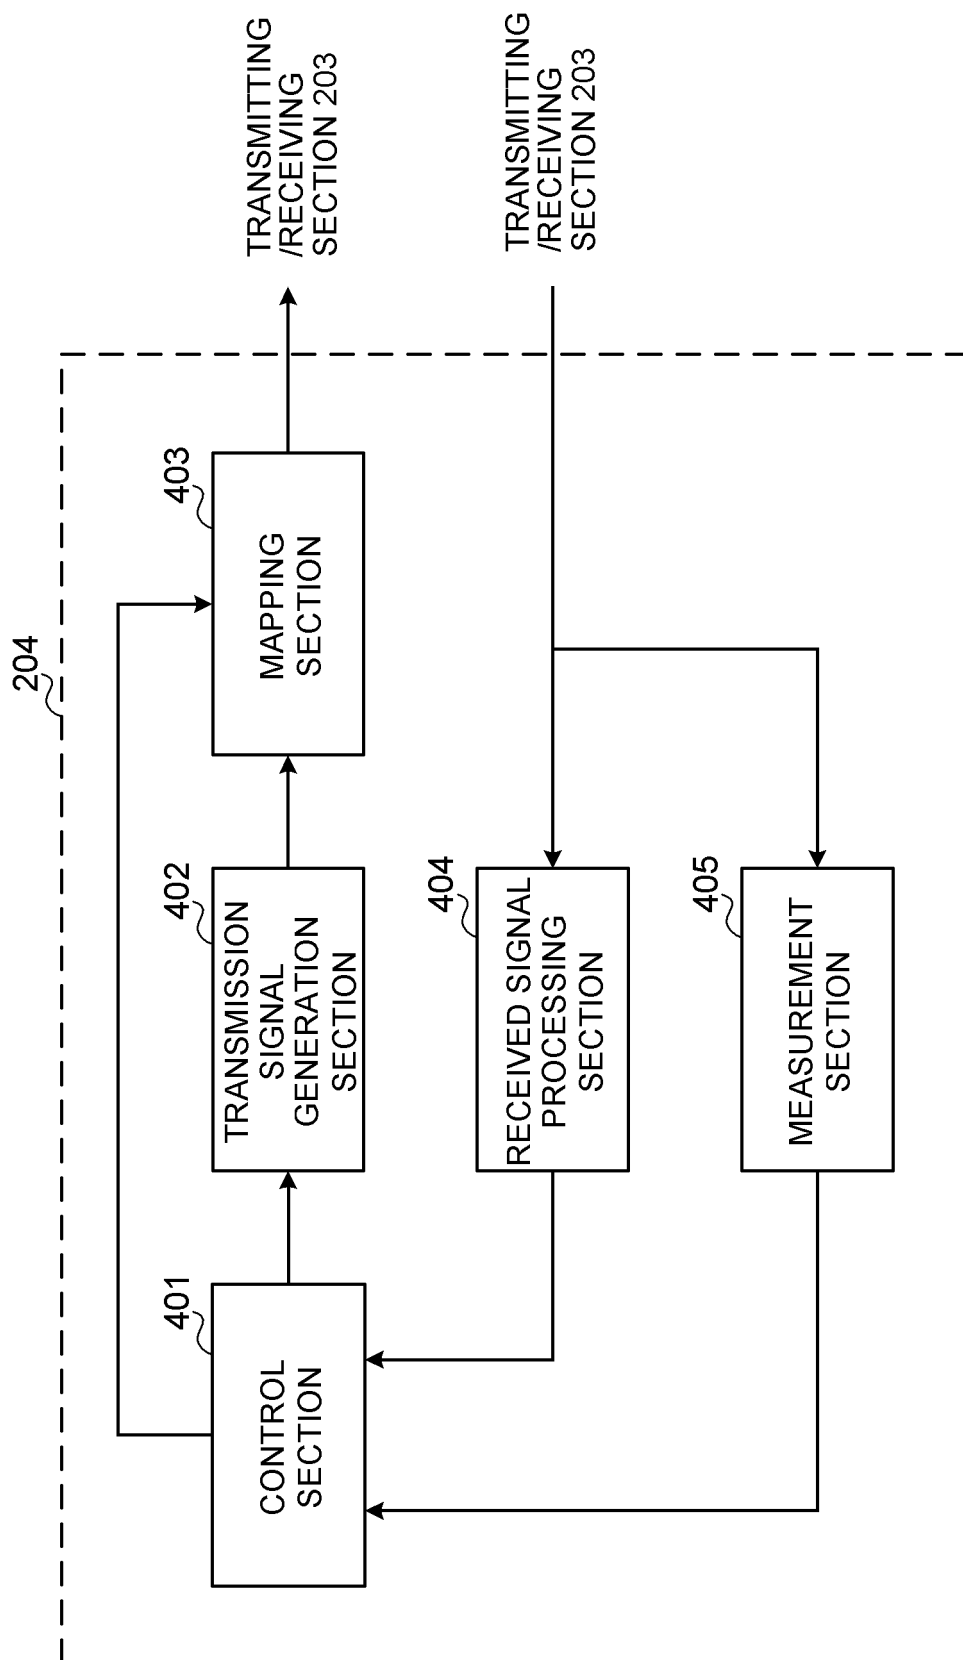 204
401
CONTROL
SECTION
402
TRANSMISSION
SIGNAL
GENERATION
SECTION
403
MAPPING
SECTION
TRANSMITTING
/RECEIVING
SECTION 203
404
RECEIVED SIGNAL
PROCESSING
SECTION
TRANSMITTING
/RECEIVING
SECTION 203
405
MEASUREMENT
SECTION